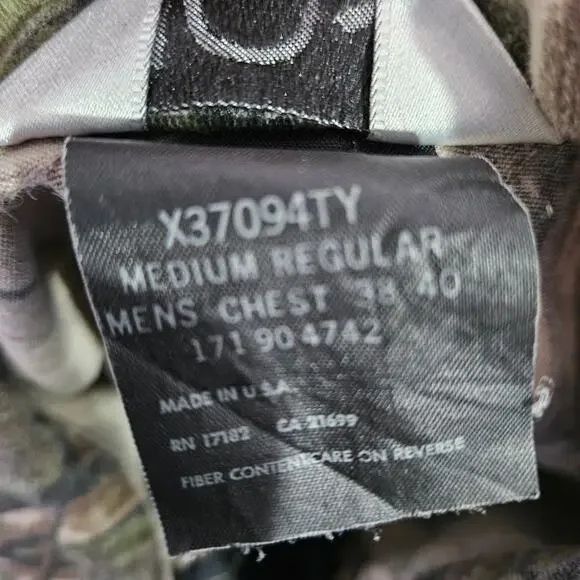 X37094TY
MEDIUM REGULAR
MENS CHEST 38 40
171 90 4742
MADE IN U.S.A.
RN 17182 CA 21699
FIBER CONTENT CARE ON REVERSE